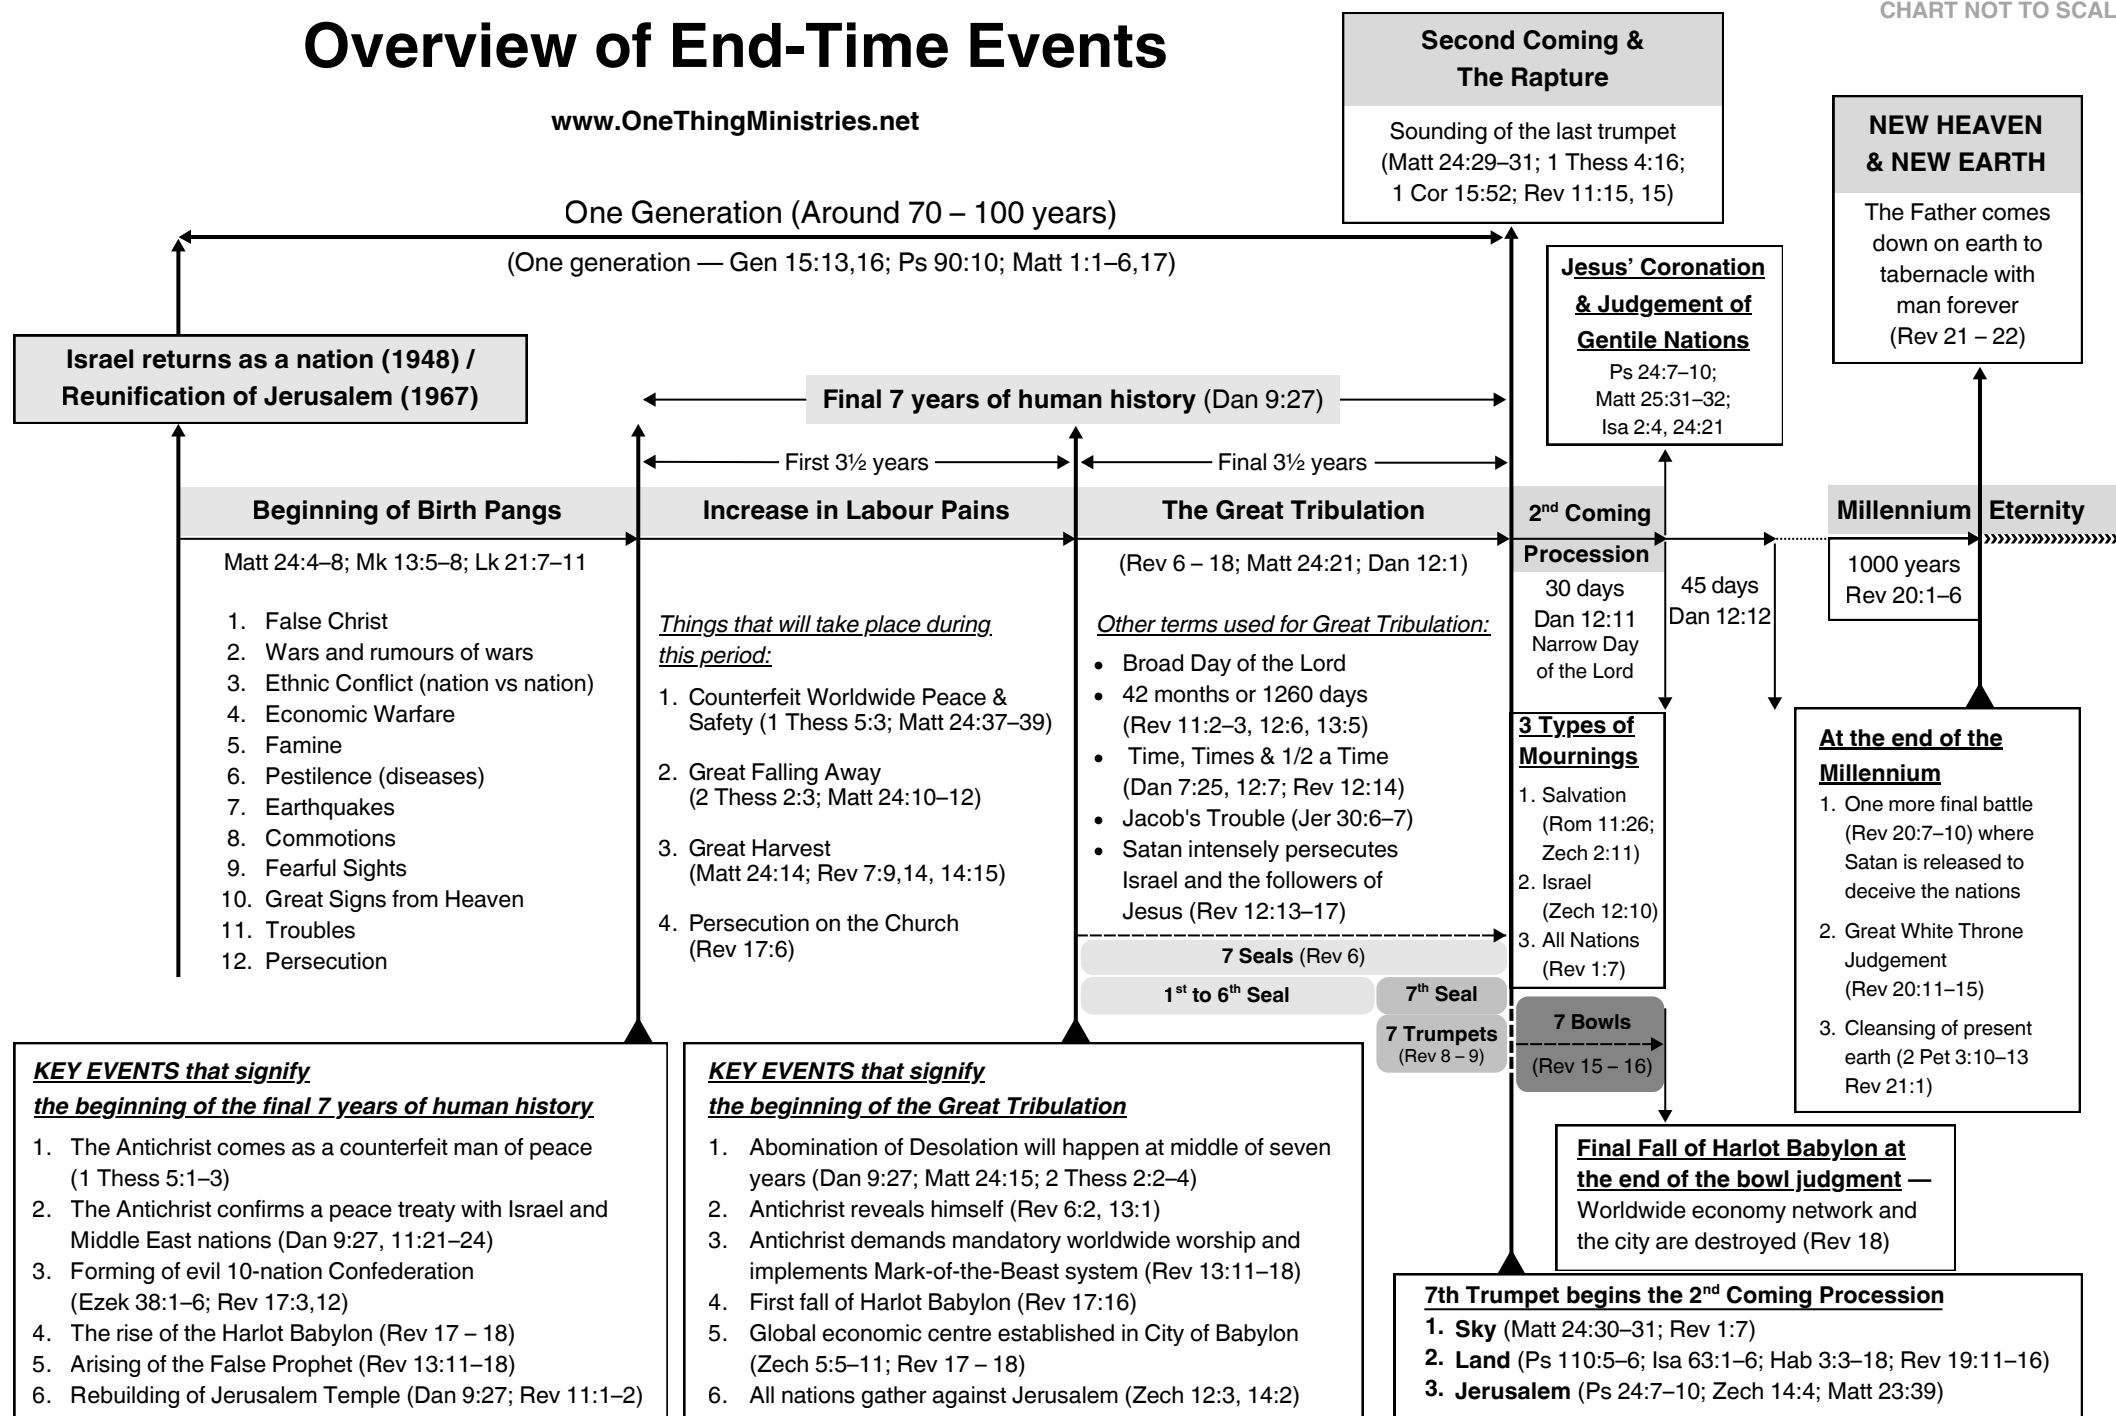 CHART NOT TO SCAL
Overview of End-Time Events
www.OneThingMinistries.net
Second Coming &
The Rapture
Sounding of the last trumpet
(Matt 24:29–31; 1 Thess 4:16;
1 Cor 15:52; Rev 11:15, 15)
NEW HEAVEN
& NEW EARTH
The Father comes
down on earth to
tabernacle with
man forever
(Rev 21 – 22)
One Generation (Around 70 – 100 years)
(One generation — Gen 15:13,16; Ps 90:10; Matt 1:1–6,17)
Jesus’ Coronation
& Judgement of
Gentile Nations
Ps 24:7–10;
Matt 25:31–32;
Isa 2:4, 24:21
Israel returns as a nation (1948) /
Reunification of Jerusalem (1967)
Final 7 years of human history (Dan 9:27)
First 3½ years
Final 3½ years
Beginning of Birth Pangs
Matt 24:4–8; Mk 13:5–8; Lk 21:7–11
1. False Christ
2. Wars and rumours of wars
3. Ethnic Conflict (nation vs nation)
4. Economic Warfare
5. Famine
6. Pestilence (diseases)
7. Earthquakes
8. Commotions
9. Fearful Sights
10. Great Signs from Heaven
11. Troubles
12. Persecution
Increase in Labour Pains
Things that will take place during
this period:
1. Counterfeit Worldwide Peace &
Safety (1 Thess 5:3; Matt 24:37–39)
2. Great Falling Away
(2 Thess 2:3; Matt 24:10–12)
3. Great Harvest
(Matt 24:14; Rev 7:9,14, 14:15)
4. Persecution on the Church
(Rev 17:6)
The Great Tribulation
(Rev 6 – 18; Matt 24:21; Dan 12:1)
Other terms used for Great Tribulation:
• Broad Day of the Lord
• 42 months or 1260 days
(Rev 11:2–3, 12:6, 13:5)
• Time, Times & 1/2 a Time
(Dan 7:25, 12:7; Rev 12:14)
• Jacob's Trouble (Jer 30:6–7)
• Satan intensely persecutes
Israel and the followers of
Jesus (Rev 12:13–17)
7 Seals (Rev 6)
1st to 6th Seal
7th Seal
7 Trumpets
(Rev 8 – 9)
2nd Coming
Procession
30 days
Dan 12:11
Narrow Day
of the Lord
45 days
Dan 12:12
3 Types of
Mournings
1. Salvation
(Rom 11:26;
Zech 2:11)
2. Israel
(Zech 12:10)
3. All Nations
(Rev 1:7)
7 Bowls
(Rev 15 – 16)
Millennium
Eternity
1000 years
Rev 20:1–6
At the end of the
Millennium
1. One more final battle
(Rev 20:7–10) where
Satan is released to
deceive the nations
2. Great White Throne
Judgement
(Rev 20:11–15)
3. Cleansing of present
earth (2 Pet 3:10–13
Rev 21:1)
KEY EVENTS that signify
the beginning of the final 7 years of human history
1. The Antichrist comes as a counterfeit man of peace
(1 Thess 5:1–3)
2. The Antichrist confirms a peace treaty with Israel and
Middle East nations (Dan 9:27, 11:21–24)
3. Forming of evil 10-nation Confederation
(Ezek 38:1–6; Rev 17:3,12)
4. The rise of the Harlot Babylon (Rev 17 – 18)
5. Arising of the False Prophet (Rev 13:11–18)
6. Rebuilding of Jerusalem Temple (Dan 9:27; Rev 11:1–2)
KEY EVENTS that signify
the beginning of the Great Tribulation
1. Abomination of Desolation will happen at middle of seven
years (Dan 9:27; Matt 24:15; 2 Thess 2:2–4)
2. Antichrist reveals himself (Rev 6:2, 13:1)
3. Antichrist demands mandatory worldwide worship and
implements Mark-of-the-Beast system (Rev 13:11–18)
4. First fall of Harlot Babylon (Rev 17:16)
5. Global economic centre established in City of Babylon
(Zech 5:5–11; Rev 17 – 18)
6. All nations gather against Jerusalem (Zech 12:3, 14:2)
Final Fall of Harlot Babylon at
the end of the bowl judgment —
Worldwide economy network and
the city are destroyed (Rev 18)
7th Trumpet begins the 2nd Coming Procession
1. Sky (Matt 24:30–31; Rev 1:7)
2. Land (Ps 110:5–6; Isa 63:1–6; Hab 3:3–18; Rev 19:11–16)
3. Jerusalem (Ps 24:7–10; Zech 14:4; Matt 23:39)